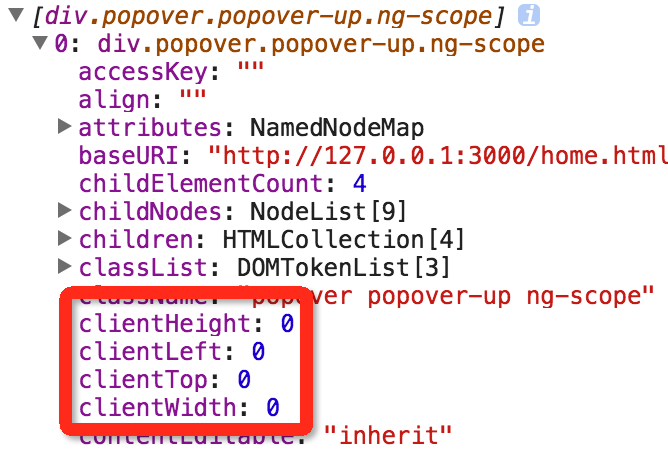 [div.popover.popover-up.ng-scope] i
0: div.popover.popover-up.ng-scope
accessKey: ""
align: ""
attributes: NamedNodeMap
baseURI: "http://127.0.0.1:3000/home.html
childElementCount: 4
childNodes: NodeList[9]
children: HTMLCollection[4]
classList: DOMTokenList[3]
className: "popover popover-up ng-scope"
clientHeight: 0
clientLeft: 0
clientTop: 0
clientWidth: 0
contentEditable: "inherit"